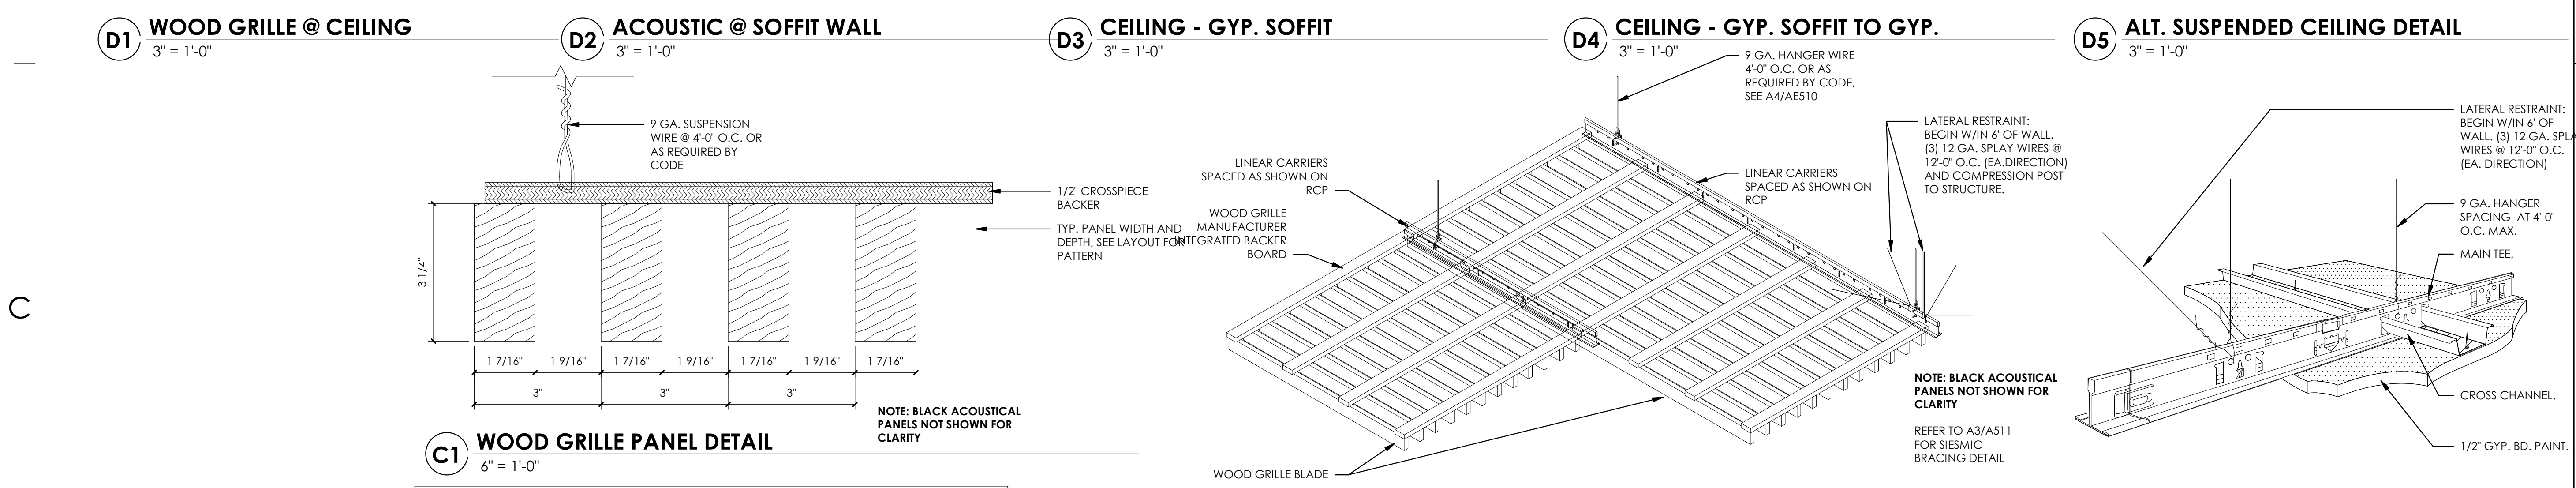 D1
WOOD GRILLE @ CEILING
3" = 1'-0"
D2
ACOUSTIC @ SOFFIT WALL
3" = 1'-0"
D3
CEILING - GYP. SOFFIT
3" = 1'-0"
D4
CEILING - GYP. SOFFIT TO GYP.
3" = 1'-0"
D5
ALT. SUSPENDED CEILING DETAIL
3" = 1'-0"
C
9 GA. SUSPENSION
WIRE @ 4'-0" O.C. OR
AS REQUIRED BY
CODE
1/2" CROSSPIECE
BACKER
TYP. PANEL WIDTH AND
DEPTH, SEE LAYOUT FOR
PATTERN
3 1/4"
1 7/16"
1 9/16"
1 7/16"
1 9/16"
1 7/16"
1 9/16"
1 7/16"
3"
3"
3"
NOTE: BLACK ACOUSTICAL
PANELS NOT SHOWN FOR
CLARITY
C1
WOOD GRILLE PANEL DETAIL
6" = 1'-0"
9 GA. HANGER WIRE
4'-0" O.C. OR AS
REQUIRED BY CODE,
SEE A4/AE510
LINEAR CARRIERS
SPACED AS SHOWN ON
RCP
WOOD GRILLE
MANUFACTURER
INTEGRATED BACKER
BOARD
LINEAR CARRIERS
SPACED AS SHOWN ON
RCP
LATERAL RESTRAINT:
BEGIN W/IN 6' OF WALL.
(3) 12 GA. SPLAY WIRES @
12'-0" O.C. (EA.DIRECTION)
AND COMPRESSION POST
TO STRUCTURE.
NOTE: BLACK ACOUSTICAL
PANELS NOT SHOWN FOR
CLARITY
REFER TO A3/A511
FOR SIESMIC
BRACING DETAIL
WOOD GRILLE BLADE
LATERAL RESTRAINT:
BEGIN W/IN 6' OF
WALL. (3) 12 GA. SPLA
WIRES @ 12'-0" O.C.
(EA. DIRECTION)
9 GA. HANGER
SPACING AT 4'-0"
O.C. MAX.
MAIN TEE.
CROSS CHANNEL.
1/2" GYP. BD. PAINT.